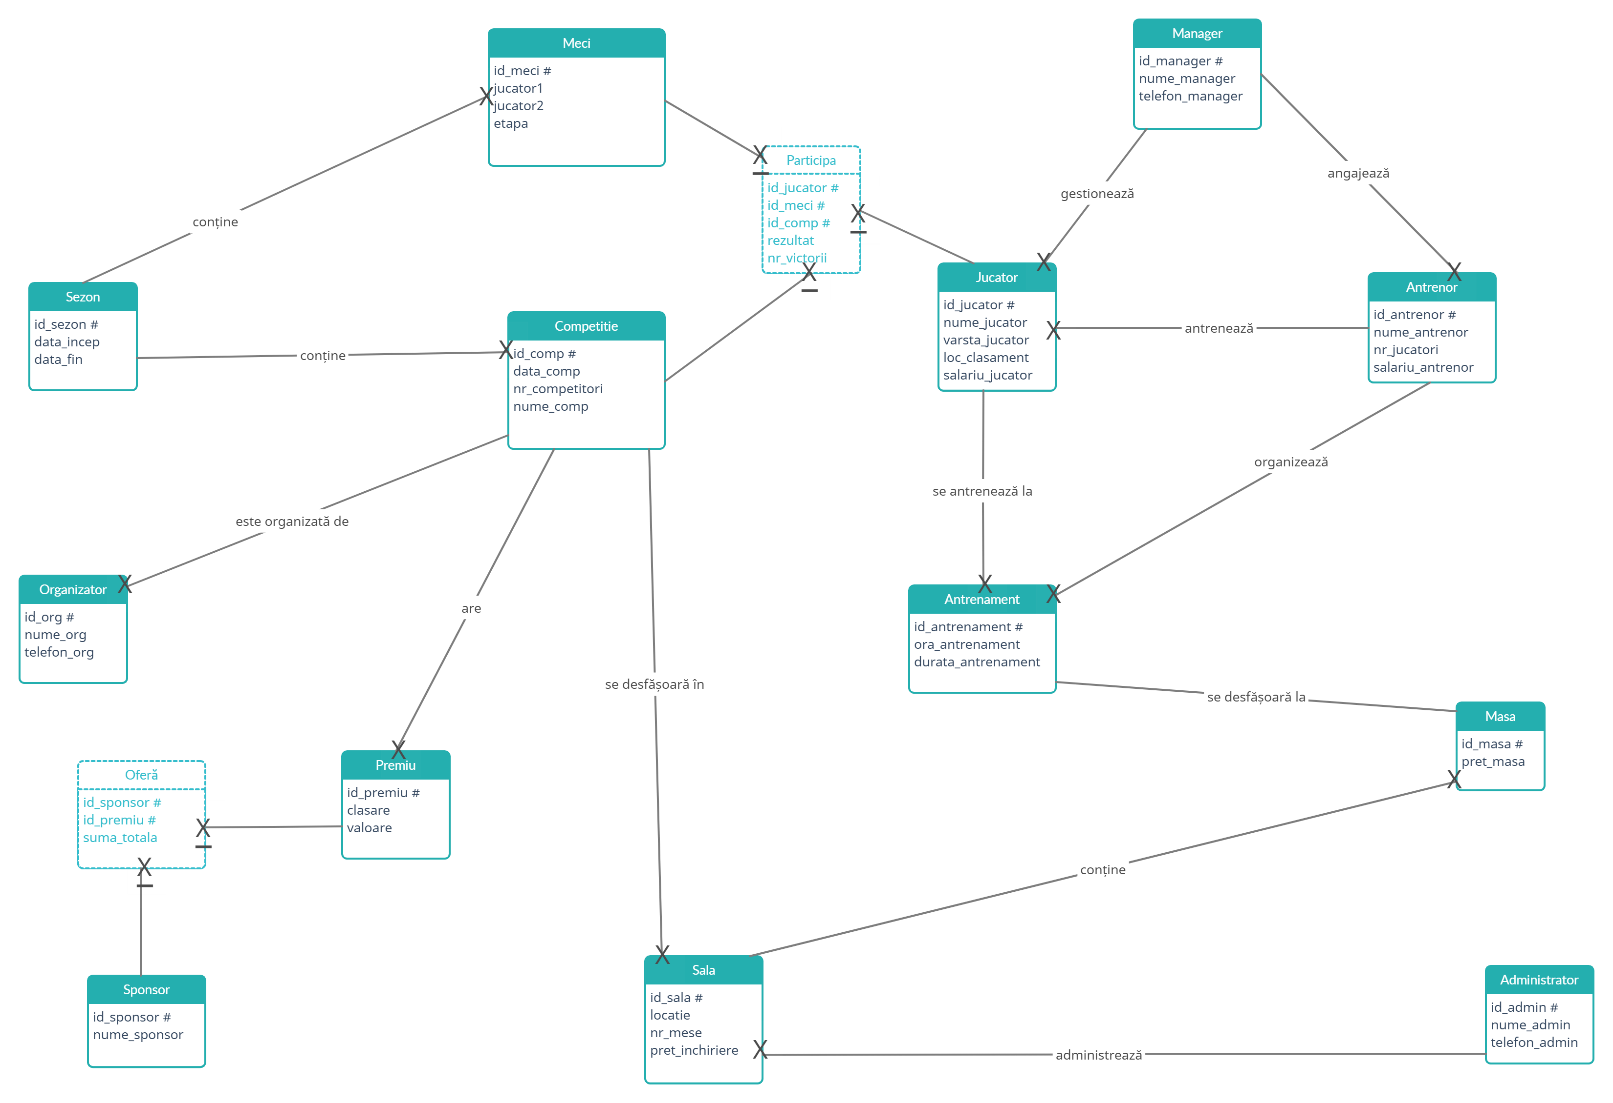 Meci
id_meci #
jucator1
jucator2
etapa
Manager
id_manager #
nume_manager
telefon_manager
Participa
id_jucator #
id_meci #
id_comp #
rezultat
nr_victorii
gestionează
angajează
conține
Sezon
id_sezon #
data_incep
data_fin
conține
Competitie
id_comp #
data_comp
nr_competitori
nume_comp
Jucator
id_jucator #
nume_jucator
varsta_jucator
loc_clasament
salariu_jucator
antrenează
Antrenor
id_antrenor #
nume_antrenor
nr_jucatori
salariu_antrenor
organizează
se antrenează la
este organizată de
Organizator
id_org #
nume_org
telefon_org
are
Antrenament
id_antrenament #
ora_antrenament
durata_antrenament
se desfășoară în
se desfășoară la
Masa
id_masa #
pret_masa
Oferă
id_sponsor #
id_premiu #
suma_totala
Premiu
id_premiu #
clasare
valoare
conține
Sponsor
id_sponsor #
nume_sponsor
Sala
id_sala #
locatie
nr_mese
pret_inchiriere
administrează
Administrator
id_admin #
nume_admin
telefon_admin